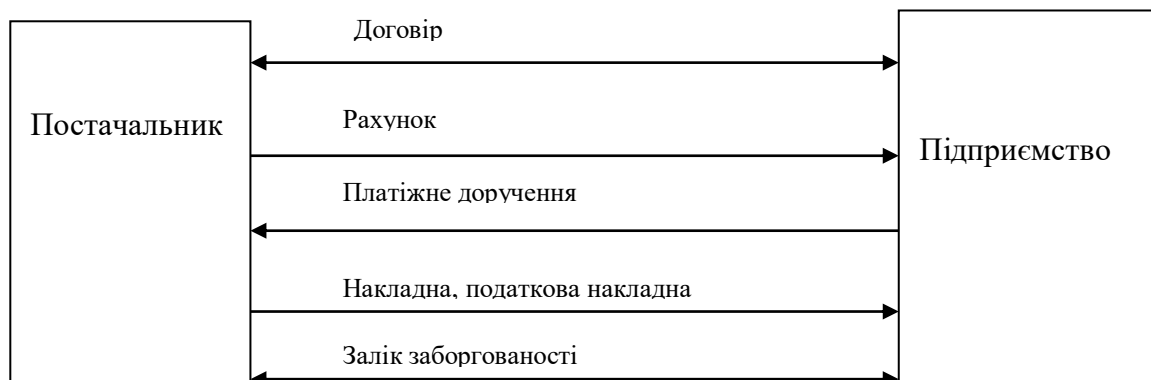 Договір
Постачальник
Рахунок
Підприємство
Платіжне доручення
Накладна, податкова накладна
Залік заборгованості